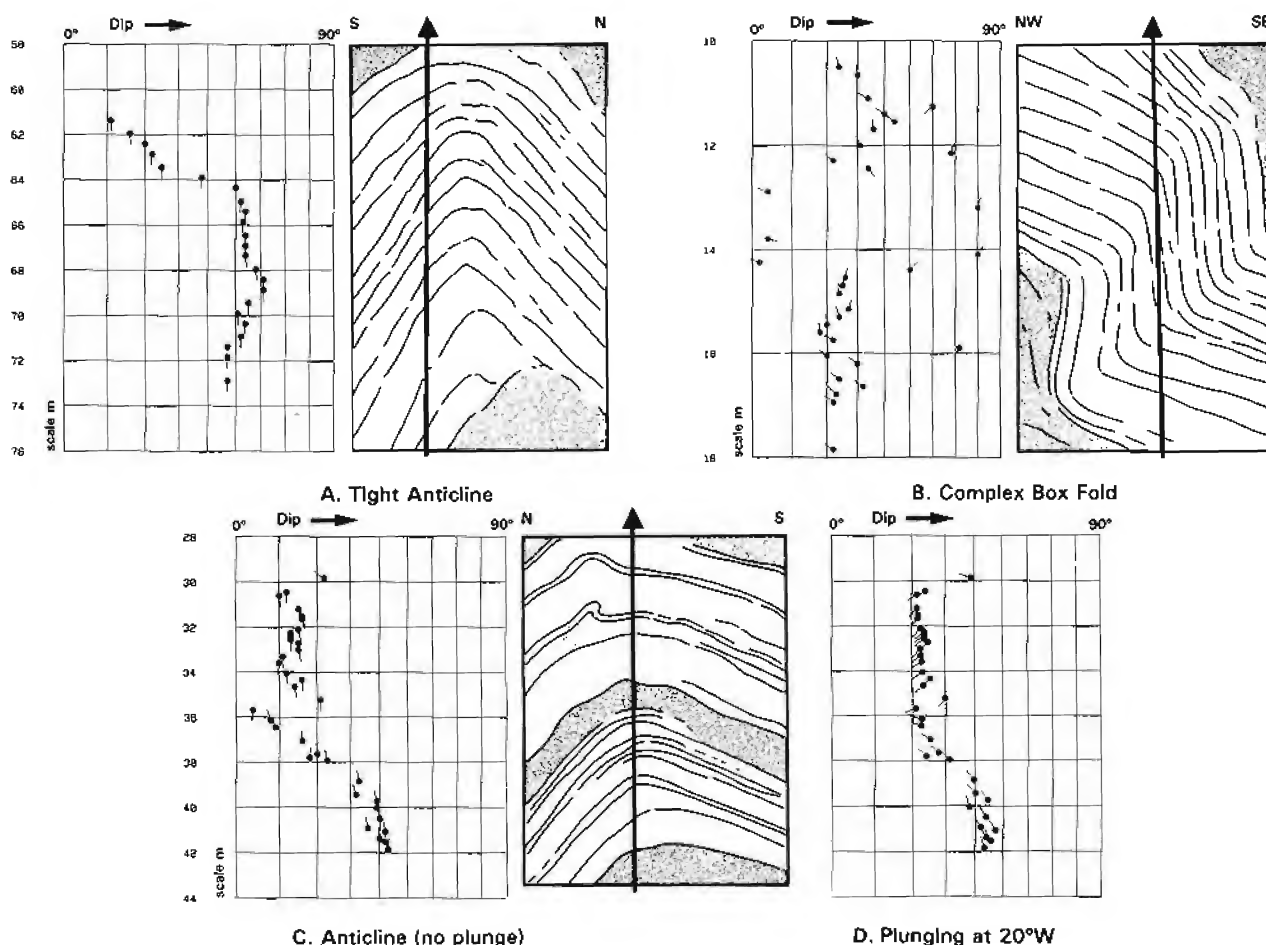 0° Dip 90° S N
58
60
62
64
66
68
70
72
74
76
scale m
A. Tight Anticline
Dip NW SE
0° 90°
10
12
14
16
18
scale m
B. Complex Box Fold
0° Dip 90° N S
28
30
32
34
36
38
40
42
44
scale m
C. Anticline (no plunge)
0° Dip 90°
D. Plunging at 20°W